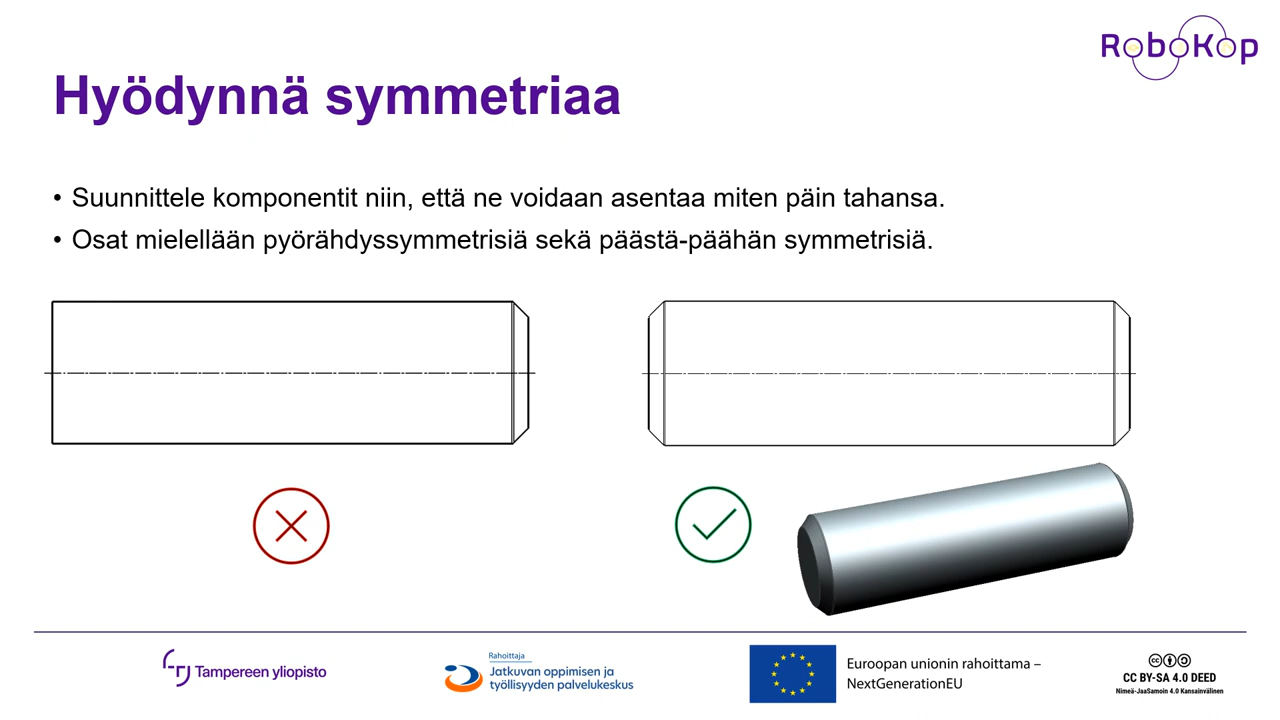 RoboKop
Hyödynnä symmetriaa
• Suunnittele komponentit niin, että ne voidaan asentaa miten päin tahansa.
• Osat mielellään pyörähdyssymmetrisiä sekä päästä-päähän symmetrisiä.
Tampereen yliopisto
Rahoittaja
Jatkuvan oppimisen ja
työllisyyden palvelukeskus
Euroopan unionin rahoittama –
NextGenerationEU
CC BY-SA 4.0 DEED
Nimeä-JaaSamoin 4.0 Kansainvälinen